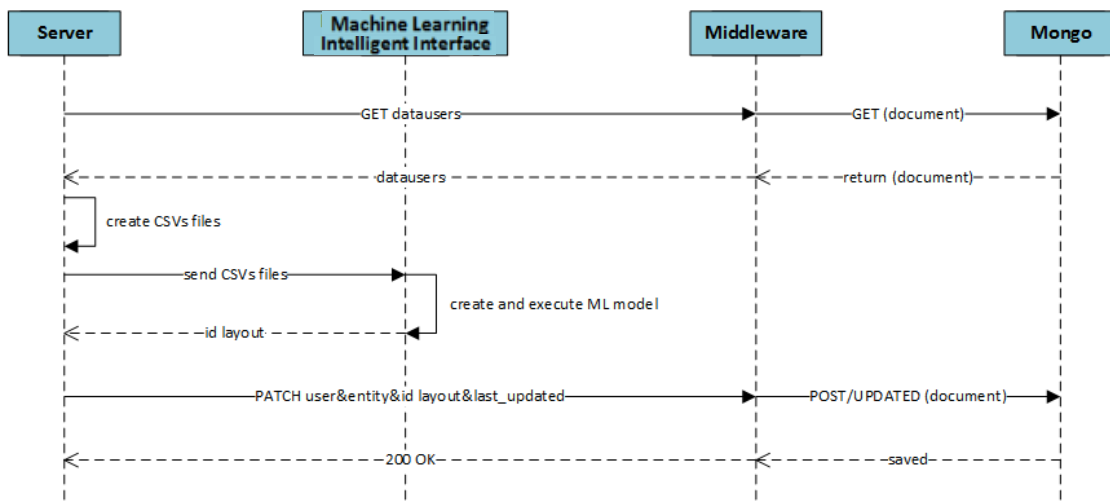 Server
Machine Learning
Intelligent Interface
Middleware
Mongo
GET datausers
GET (document)
datausers
return (document)
create CSVs files
send CSVs files
create and execute ML model
id layout
PATCH user&entity&id layout&last_updated
POST/UPDATED (document)
200 OK
saved